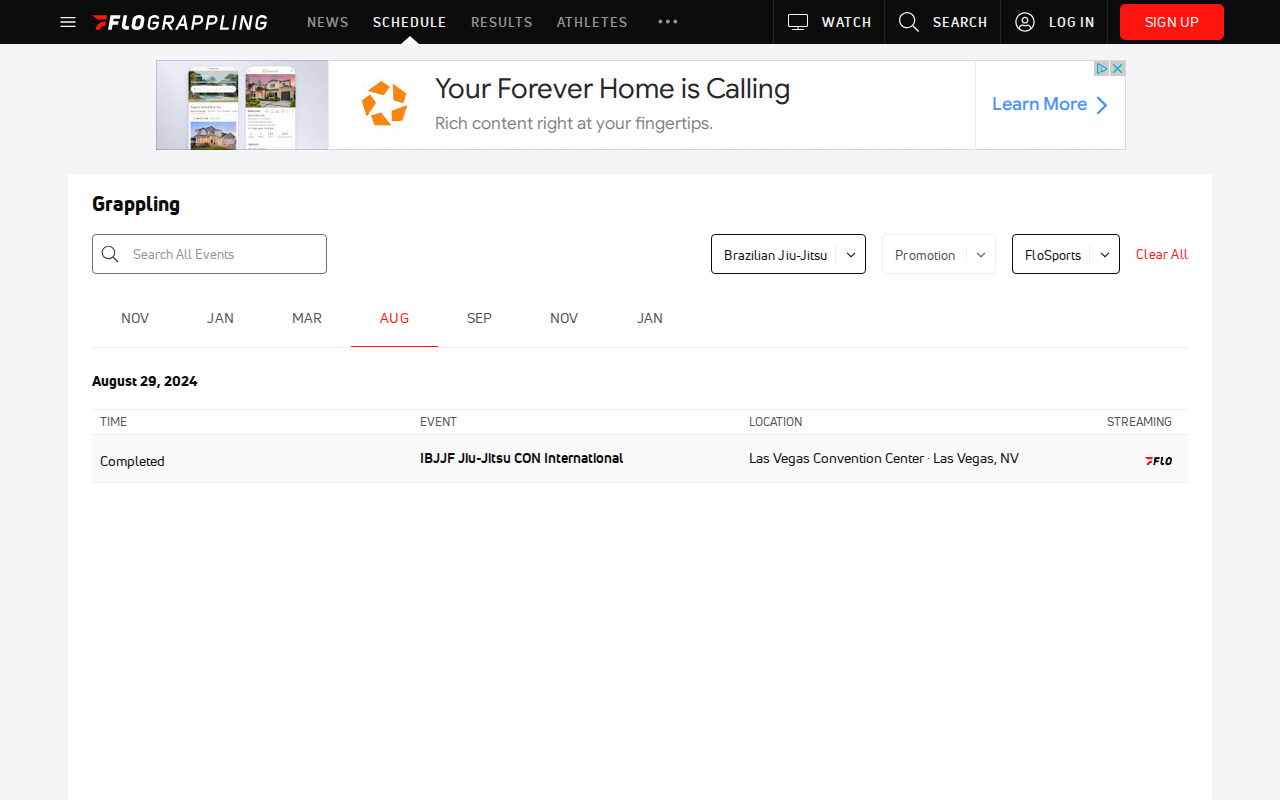 FLOGRAPPLING NEWS SCHEDULE RESULTS ATHLETES WATCH SEARCH LOG IN SIGN UP
Your Forever Home is Calling
Rich content right at your fingertips.
Learn More
Grappling
Search All Events
Brazilian Jiu-Jitsu
Promotion
FloSports
Clear All
NOV JAN MAR AUG SEP NOV JAN
August 29, 2024
TIME EVENT LOCATION STREAMING
Completed IBJJF Jiu-Jitsu CON International Las Vegas Convention Center · Las Vegas, NV FLO